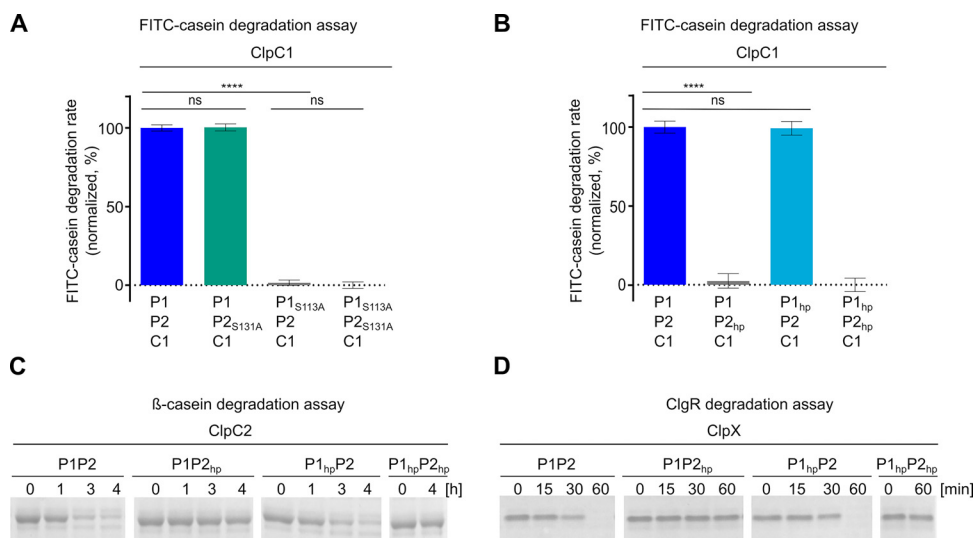 A
FITC-casein degradation assay
ClpC1
****
ns
ns
FITC-casein degradation rate
(normalized, %)
100
50
0
P1 P1 P1S113A P1S113A
P2 P2S131A P2 P2S131A
C1 C1 C1 C1
B
FITC-casein degradation assay
ClpC1
****
ns
FITC-casein degradation rate
(normalized, %)
100
50
0
P1 P1 P1hp P1hp
P2 P2hp P2 P2hp
C1 C1 C1 C1
C
ß-casein degradation assay
ClpC2
P1P2 P1P2hp P1hpP2 P1hpP2hp
0 1 3 4 0 1 3 4 0 1 3 4 0 4 [h]
D
ClgR degradation assay
ClpX
P1P2 P1P2hp P1hpP2 P1hpP2hp
0 15 30 60 0 15 30 60 0 15 30 60 0 60 [min]